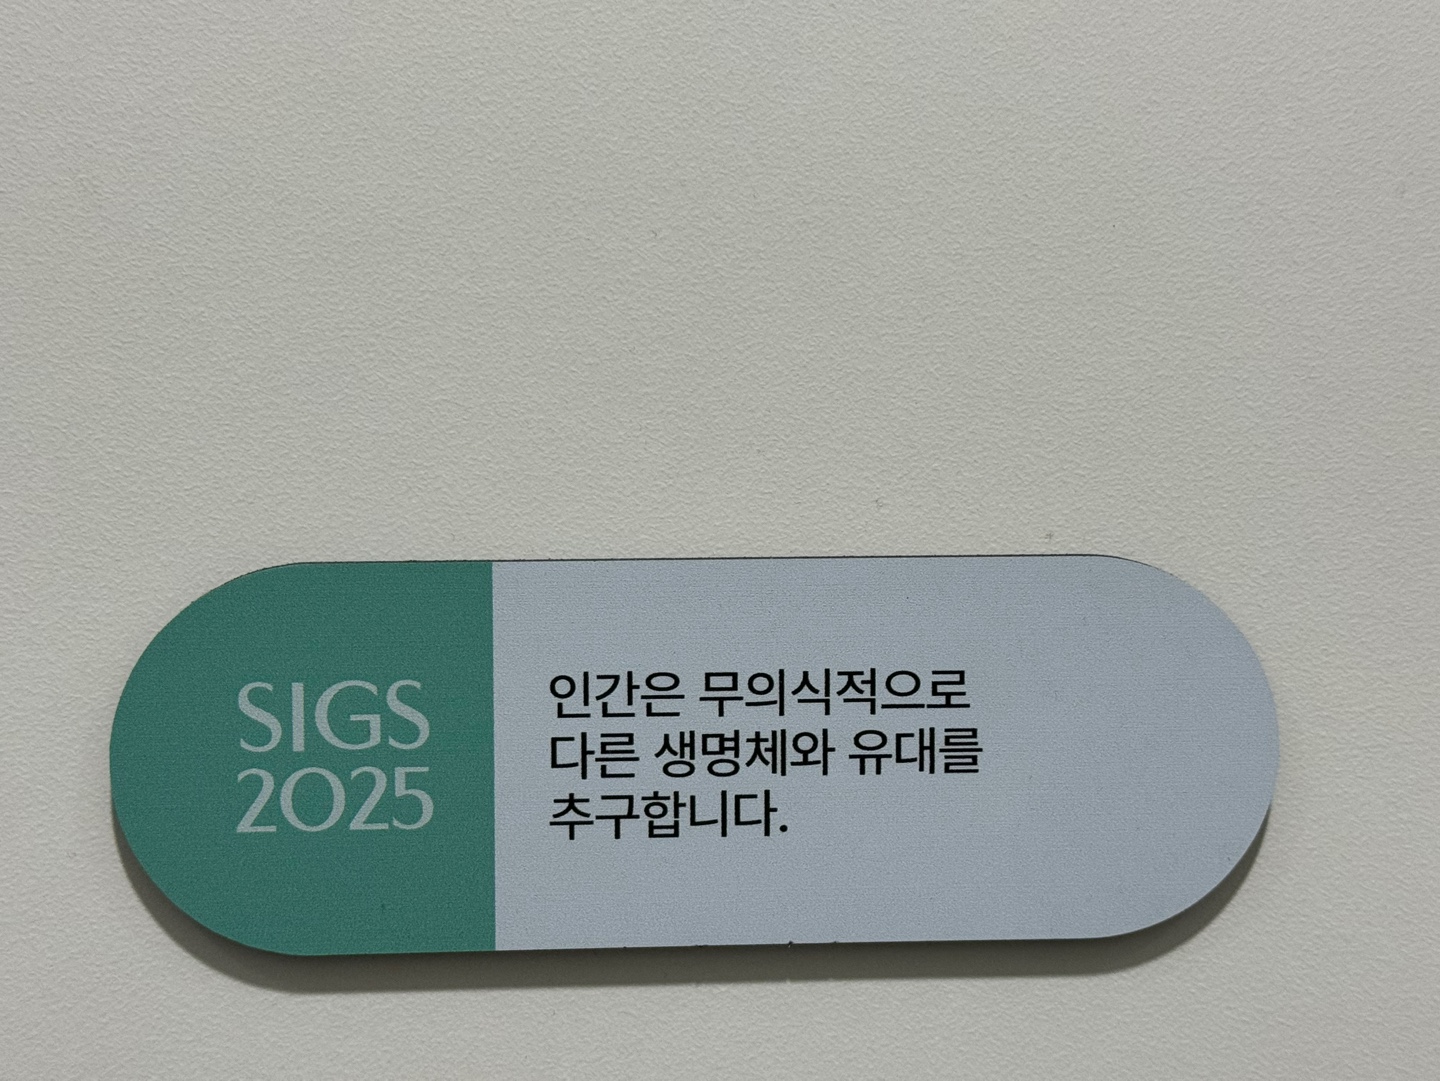 SIGS
2025
인간은 무의식적으로
다른 생명체와 유대를
추구합니다.